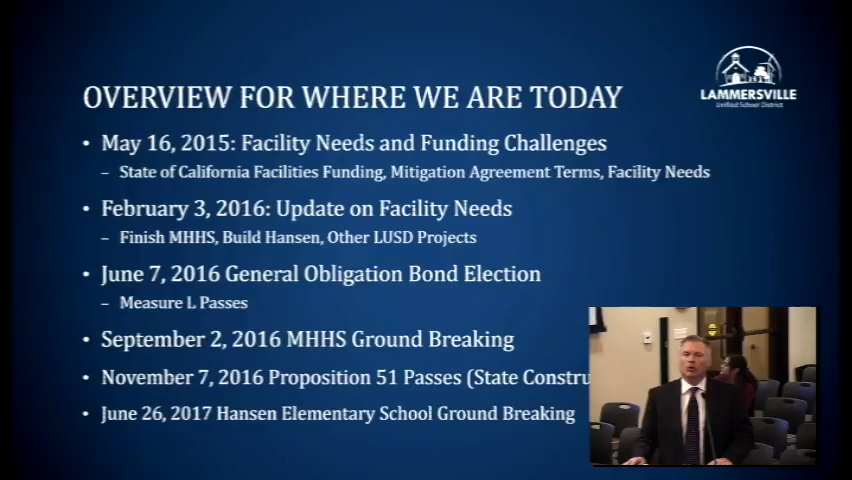 LAMMERSVILLE
Unified School District
OVERVIEW FOR WHERE WE ARE TODAY
• May 16, 2015: Facility Needs and Funding Challenges
– State of California Facilities Funding, Mitigation Agreement Terms, Facility Needs
• February 3, 2016: Update on Facility Needs
– Finish MHHS, Build Hansen, Other LUSD Projects
• June 7, 2016 General Obligation Bond Election
– Measure L Passes
• September 2, 2016 MHHS Ground Breaking
• November 7, 2016 Proposition 51 Passes (State Constru
• June 26, 2017 Hansen Elementary School Ground Breaking